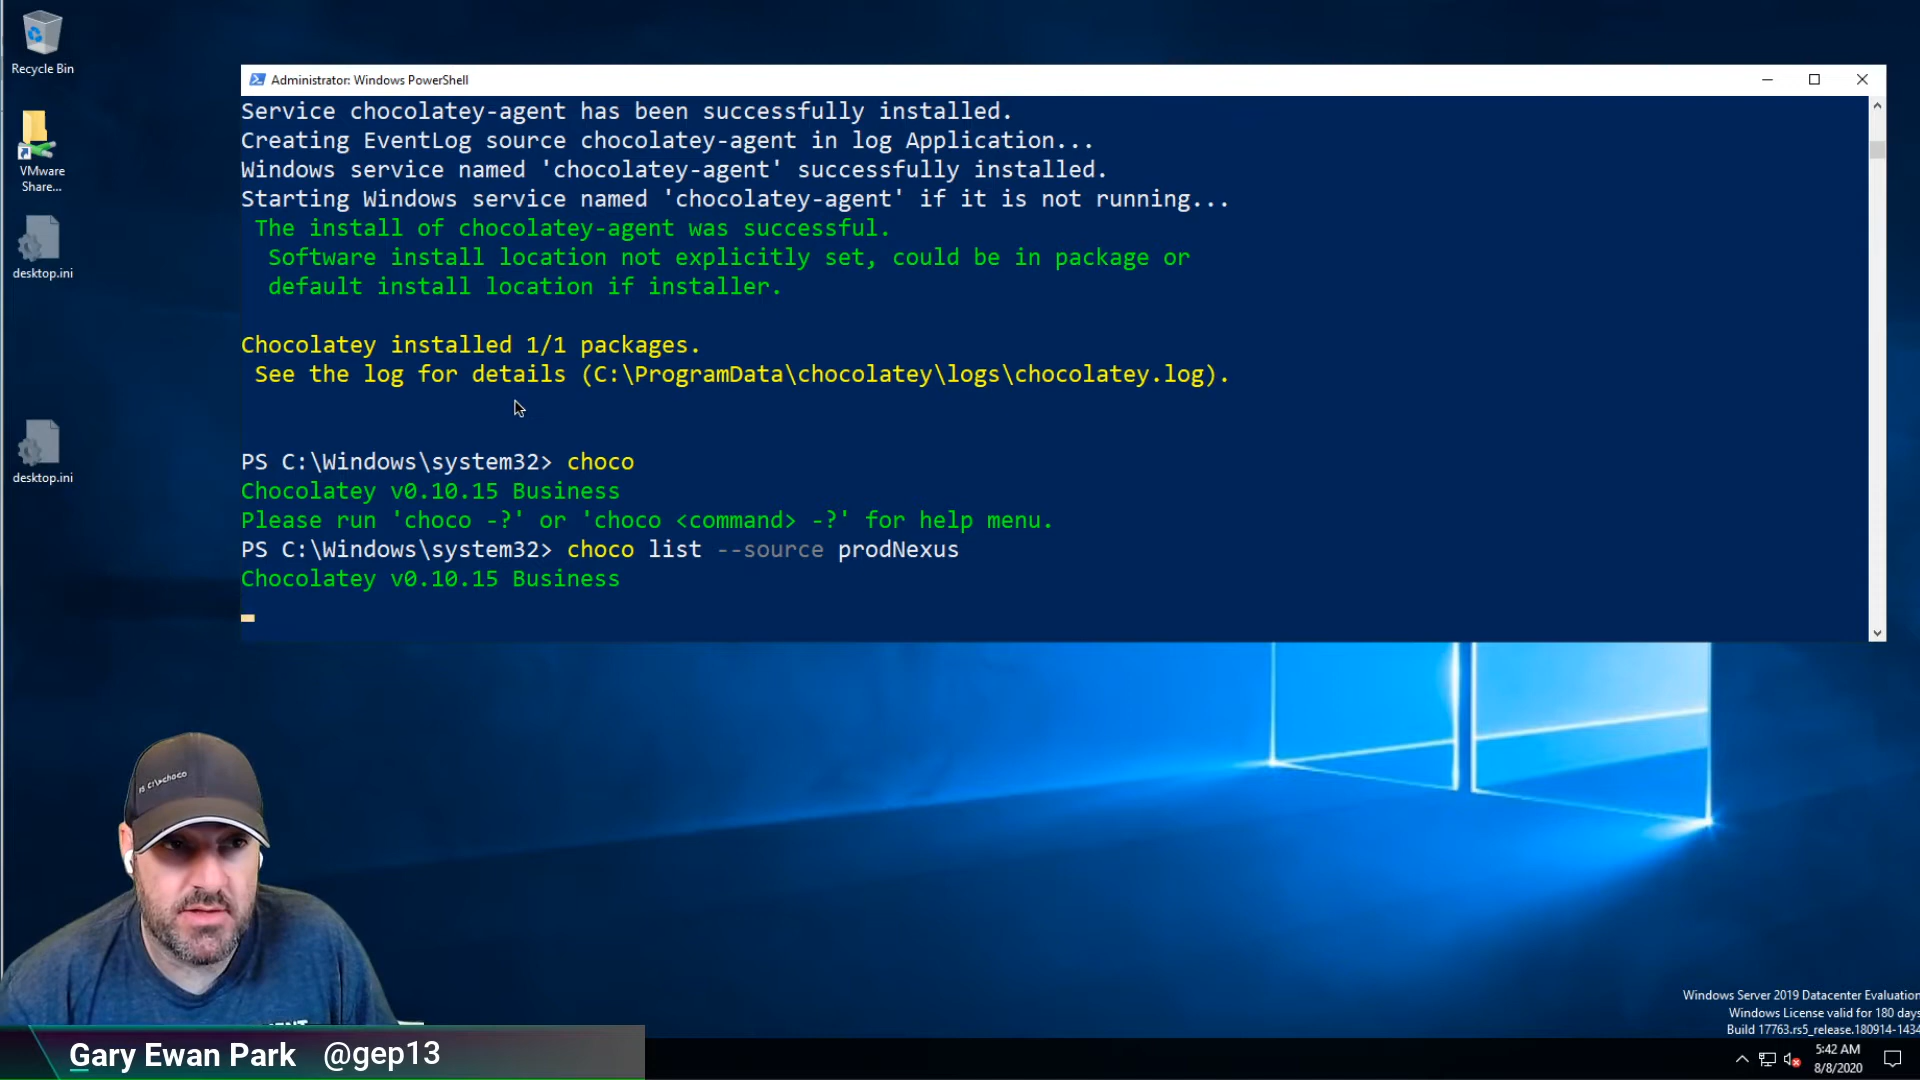 Recycle Bin
VMware
Share...
desktop.ini
desktop.ini
Administrator: Windows PowerShell
Service chocolatey-agent has been successfully installed.
Creating EventLog source chocolatey-agent in log Application...
Windows service named 'chocolatey-agent' successfully installed.
Starting Windows service named 'chocolatey-agent' if it is not running...
The install of chocolatey-agent was successful.
Software install location not explicitly set, could be in package or
default install location if installer.
Chocolatey installed 1/1 packages.
See the log for details (C:\ProgramData\chocolatey\logs\chocolatey.log).
PS C:\Windows\system32> choco
Chocolatey v0.10.15 Business
Please run 'choco -?' or 'choco <command> -?' for help menu.
PS C:\Windows\system32> choco list --source prodNexus
Chocolatey v0.10.15 Business
PS C:\>choco
Gary Ewan Park @gep13
Windows Server 2019 Datacenter Evaluation
Windows License valid for 180 days
Build 17763.rs5_release.180914-1434
5:42 AM
8/8/2020